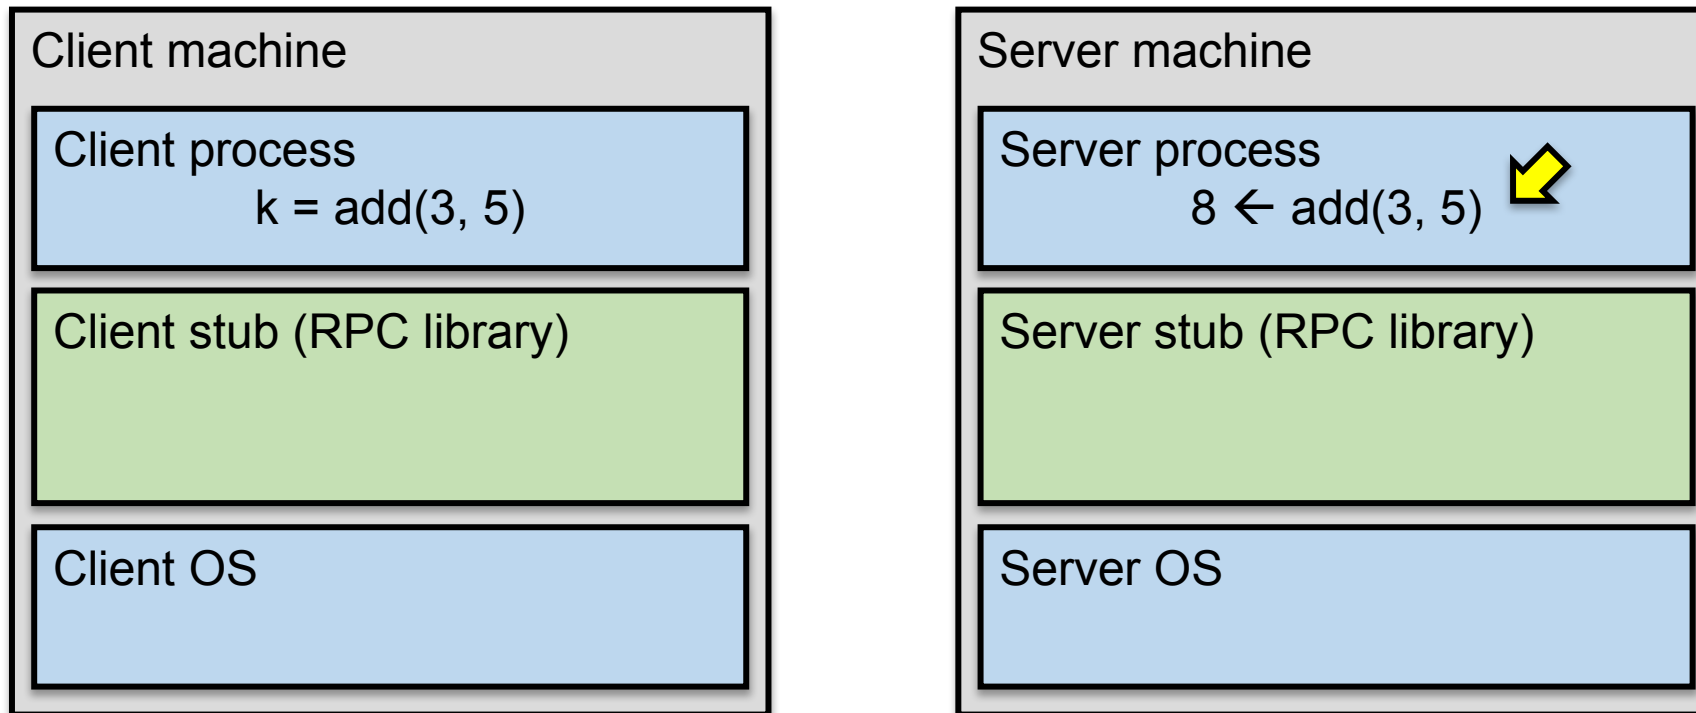 Client machine
Client process
k = add(3, 5)
Client stub (RPC library)
Client OS
Server machine
Server process
8 ← add(3, 5)
Server stub (RPC library)
Server OS